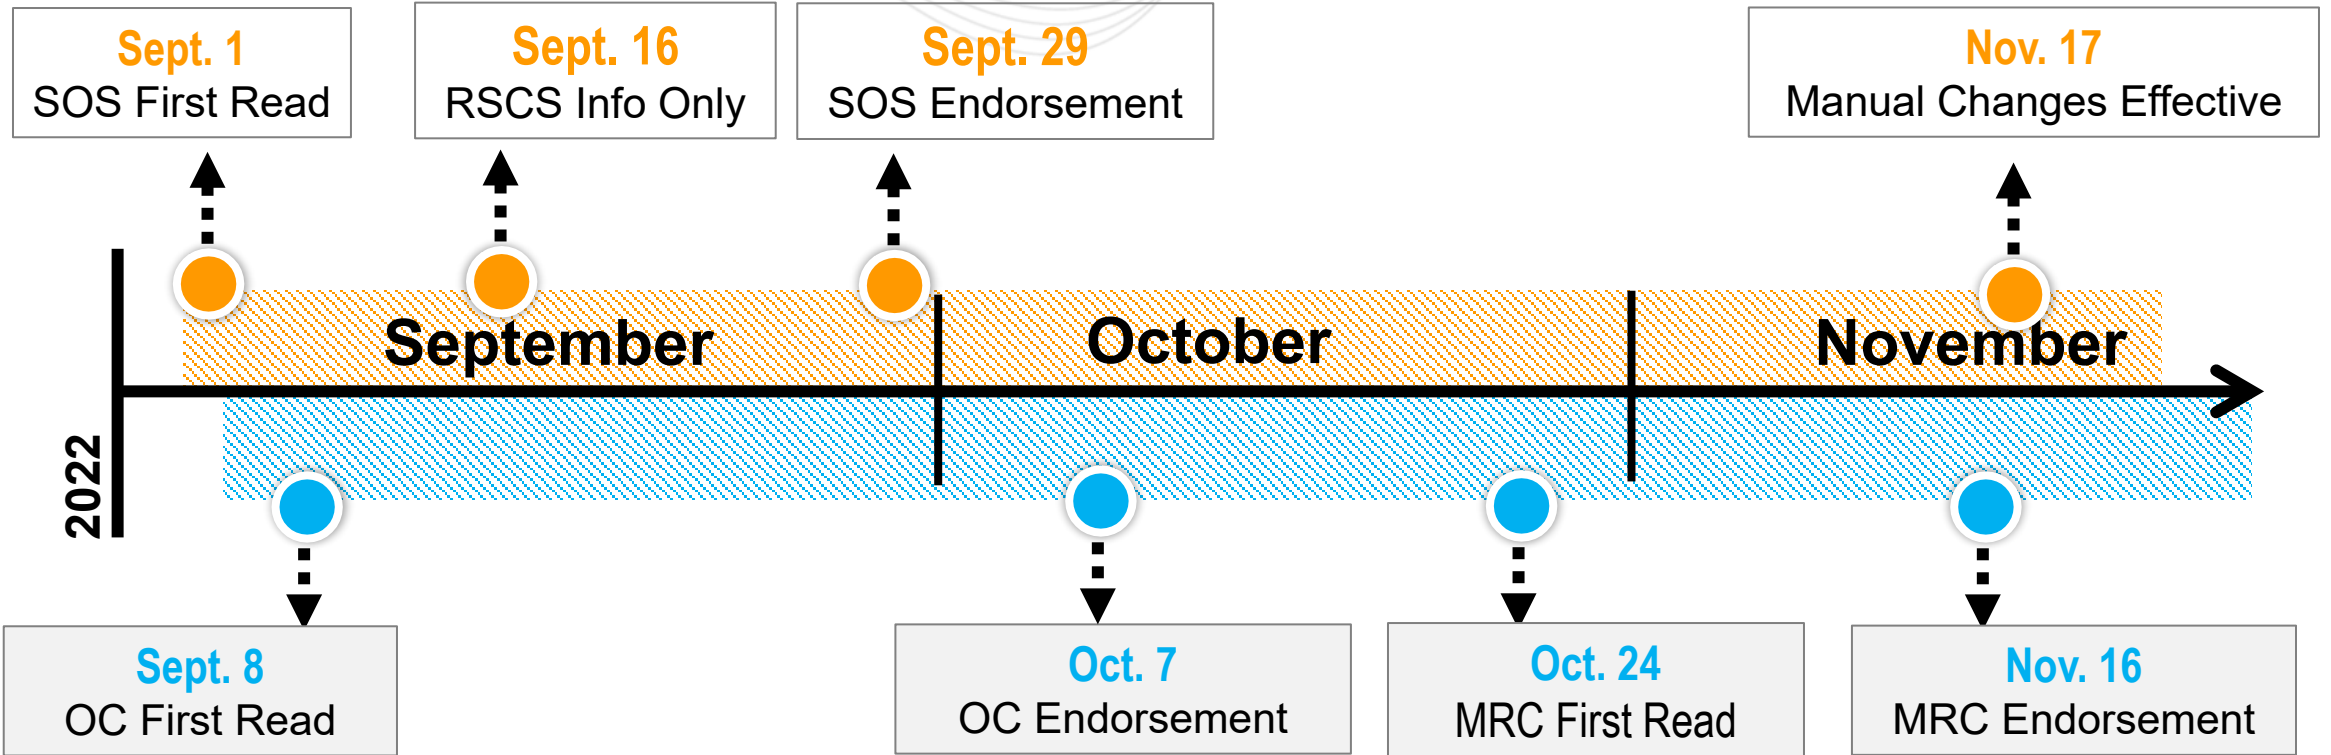 Sept. 1
SOS First Read
Sept. 16
RSCS Info Only
Sept. 29
SOS Endorsement
Nov. 17
Manual Changes Effective
September
October
November
2022
Sept. 8
OC First Read
Oct. 7
OC Endorsement
Oct. 24
MRC First Read
Nov. 16
MRC Endorsement